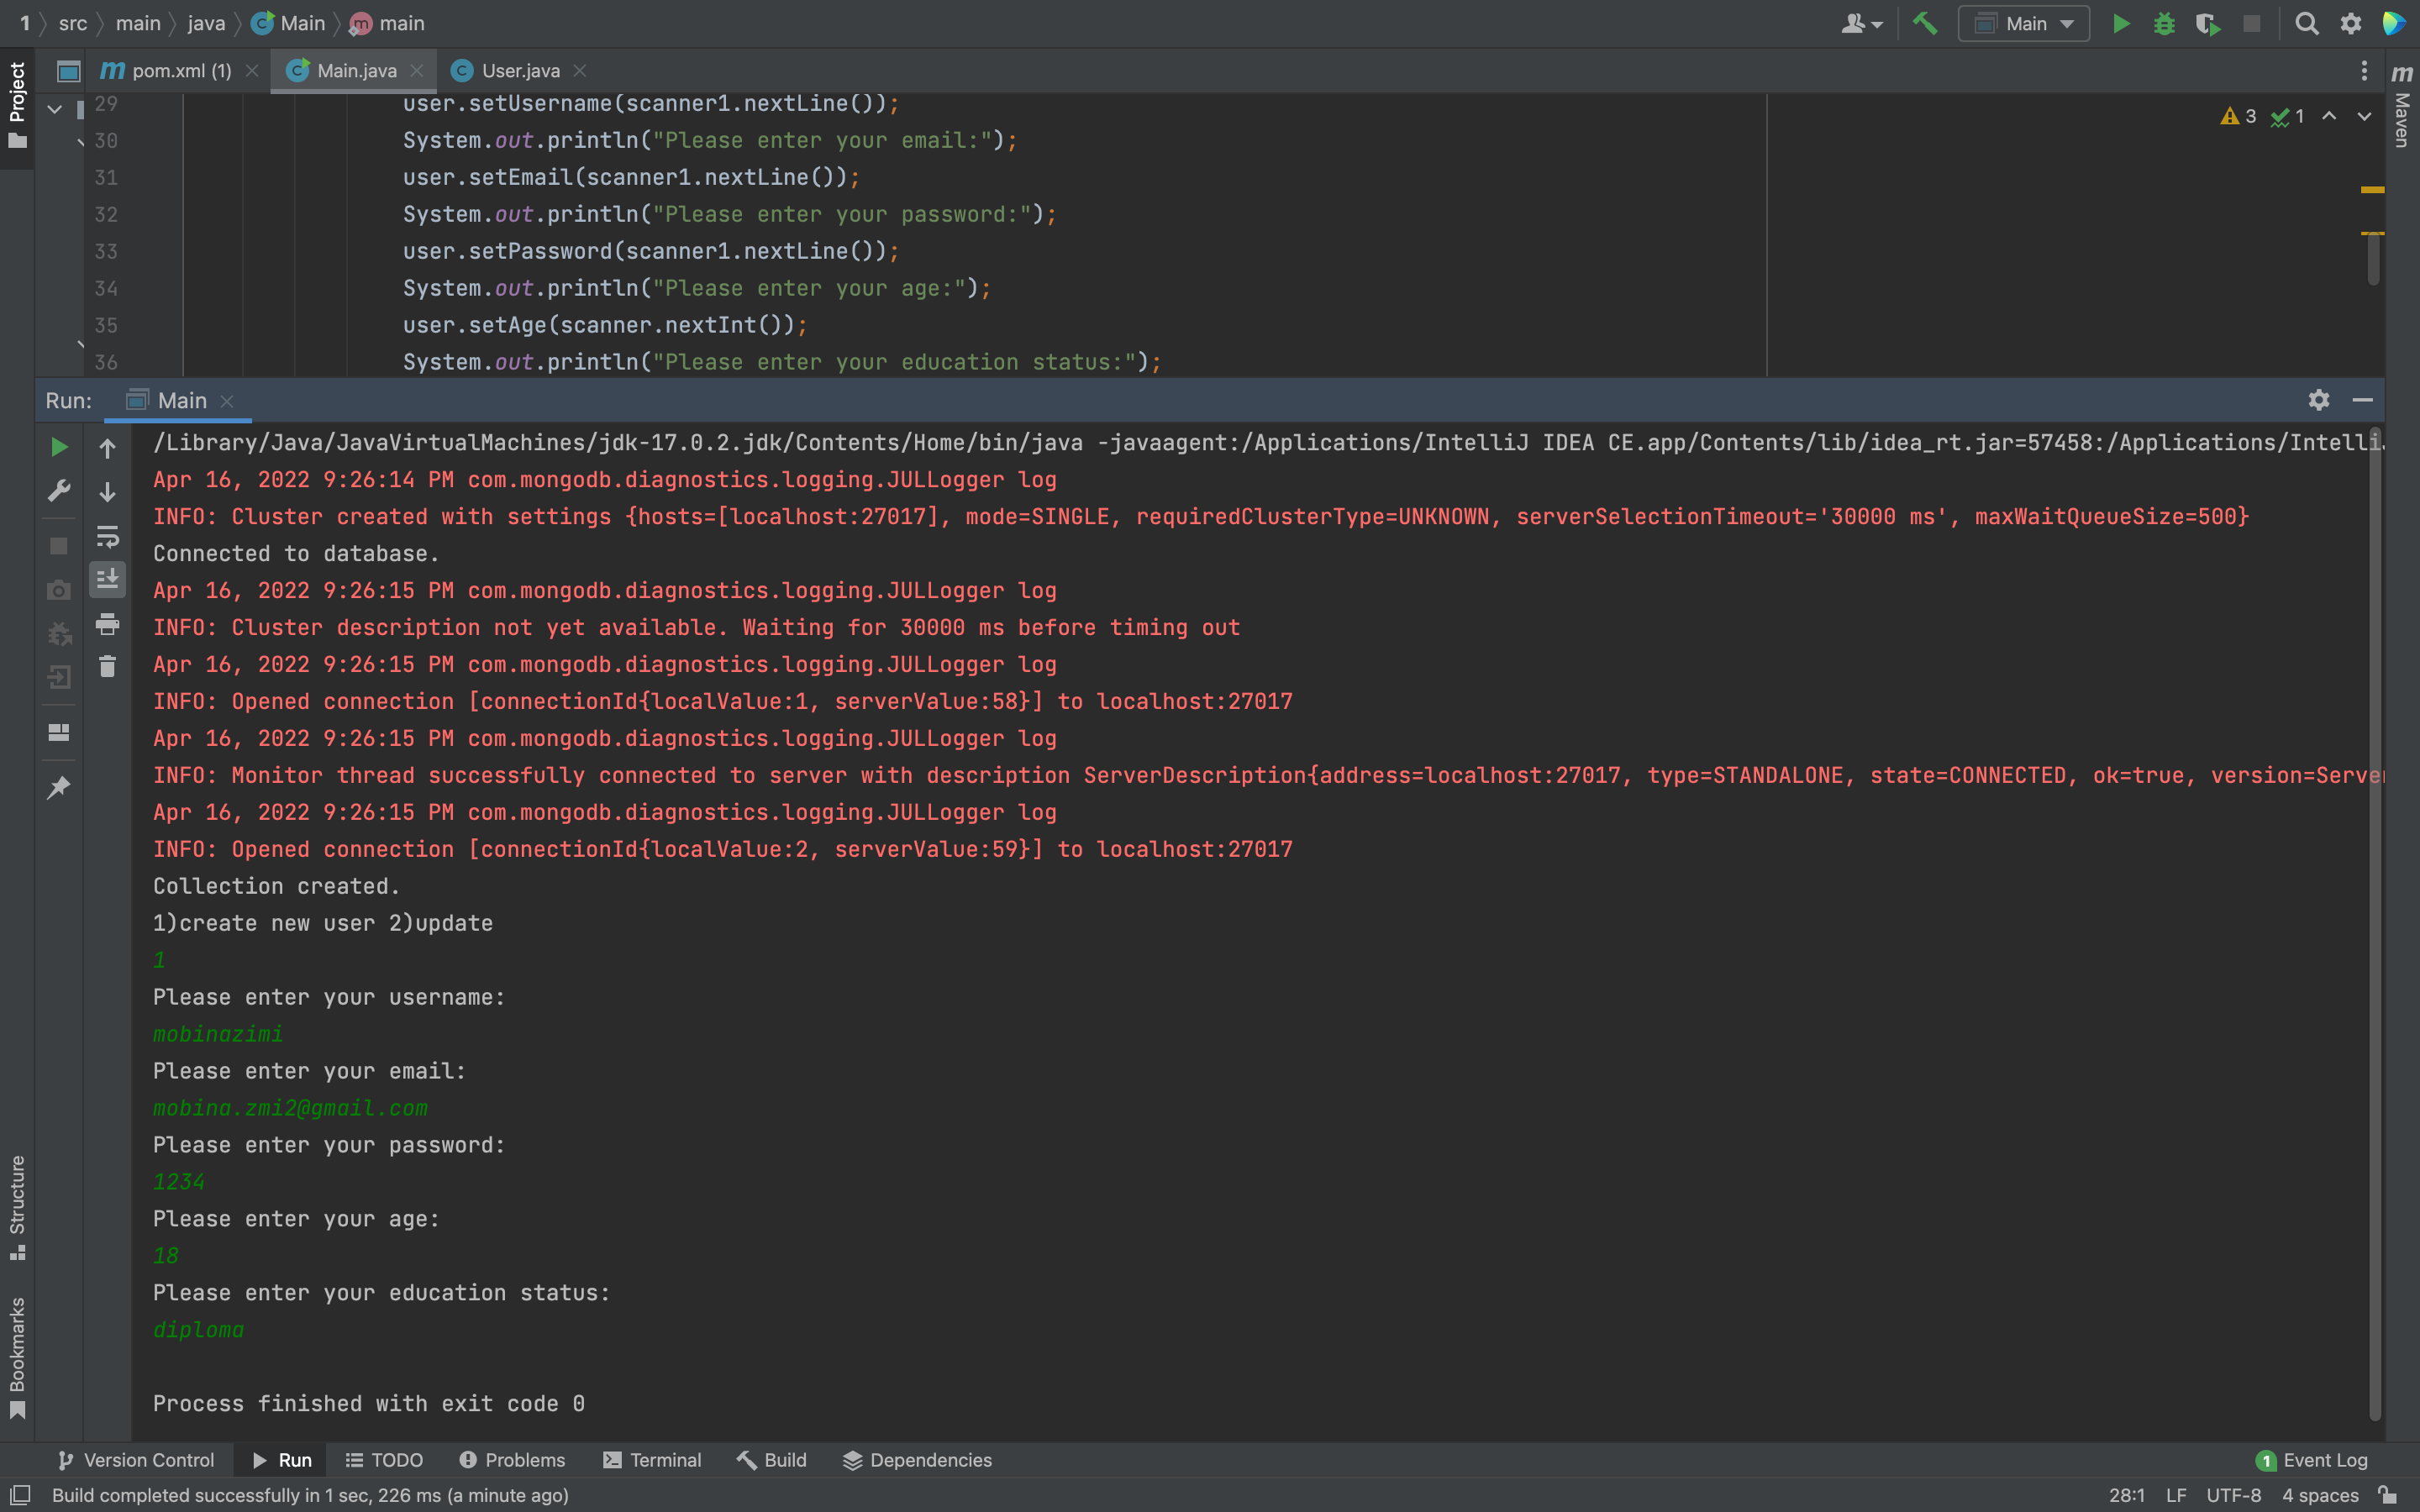 1 src main java Main main
Main
Project
pom.xml (1) Main.java User.java
Maven
29 user.setUsername(scanner1.nextLine());
3 1
30 System.out.println("Please enter your email:");
31 user.setEmail(scanner1.nextLine());
32 System.out.println("Please enter your password:");
33 user.setPassword(scanner1.nextLine());
34 System.out.println("Please enter your age:");
35 user.setAge(scanner.nextInt());
36 System.out.println("Please enter your education status:");
Run: Main
/Library/Java/JavaVirtualMachines/jdk-17.0.2.jdk/Contents/Home/bin/java -javaagent:/Applications/IntelliJ IDEA CE.app/Contents/lib/idea_rt.jar=57458:/Applications/IntelliJ
Apr 16, 2022 9:26:14 PM com.mongodb.diagnostics.logging.JULLogger log
INFO: Cluster created with settings {hosts=[localhost:27017], mode=SINGLE, requiredClusterType=UNKNOWN, serverSelectionTimeout='30000 ms', maxWaitQueueSize=500}
Connected to database.
Apr 16, 2022 9:26:15 PM com.mongodb.diagnostics.logging.JULLogger log
INFO: Cluster description not yet available. Waiting for 30000 ms before timing out
Apr 16, 2022 9:26:15 PM com.mongodb.diagnostics.logging.JULLogger log
INFO: Opened connection [connectionId{localValue:1, serverValue:58}] to localhost:27017
Apr 16, 2022 9:26:15 PM com.mongodb.diagnostics.logging.JULLogger log
INFO: Monitor thread successfully connected to server with description ServerDescription{address=localhost:27017, type=STANDALONE, state=CONNECTED, ok=true, version=Server
Apr 16, 2022 9:26:15 PM com.mongodb.diagnostics.logging.JULLogger log
INFO: Opened connection [connectionId{localValue:2, serverValue:59}] to localhost:27017
Collection created.
1)create new user 2)update
1
Please enter your username:
mobinazimi
Please enter your email:
mobina.zmi2@gmail.com
Please enter your password:
1234
Please enter your age:
18
Please enter your education status:
diploma
Process finished with exit code 0
Structure
Bookmarks
Version Control Run TODO Problems Terminal Build Dependencies 1 Event Log
Build completed successfully in 1 sec, 226 ms (a minute ago) 28:1 LF UTF-8 4 spaces